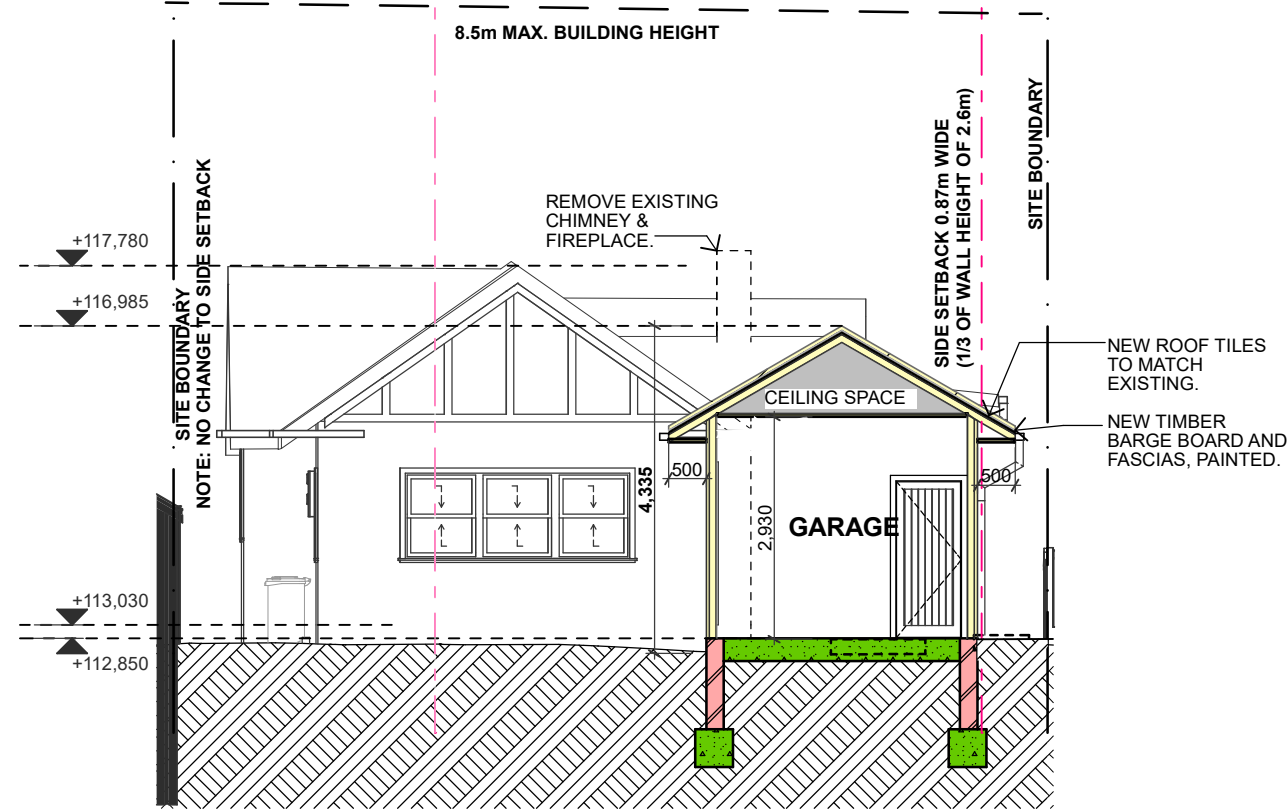 8.5m MAX. BUILDING HEIGHT
SITE BOUNDARY
NOTE: NO CHANGE TO SIDE SETBACK
SIDE SETBACK 0.87m WIDE
(1/3 OF WALL HEIGHT OF 2.6m)
SITE BOUNDARY
REMOVE EXISTING
CHIMNEY &
FIREPLACE.
+117,780
+116,985
NEW ROOF TILES
TO MATCH
EXISTING.
CEILING SPACE
NEW TIMBER
BARGE BOARD AND
FASCIAS, PAINTED.
500
500
4,335
2,930
GARAGE
+113,030
+112,850